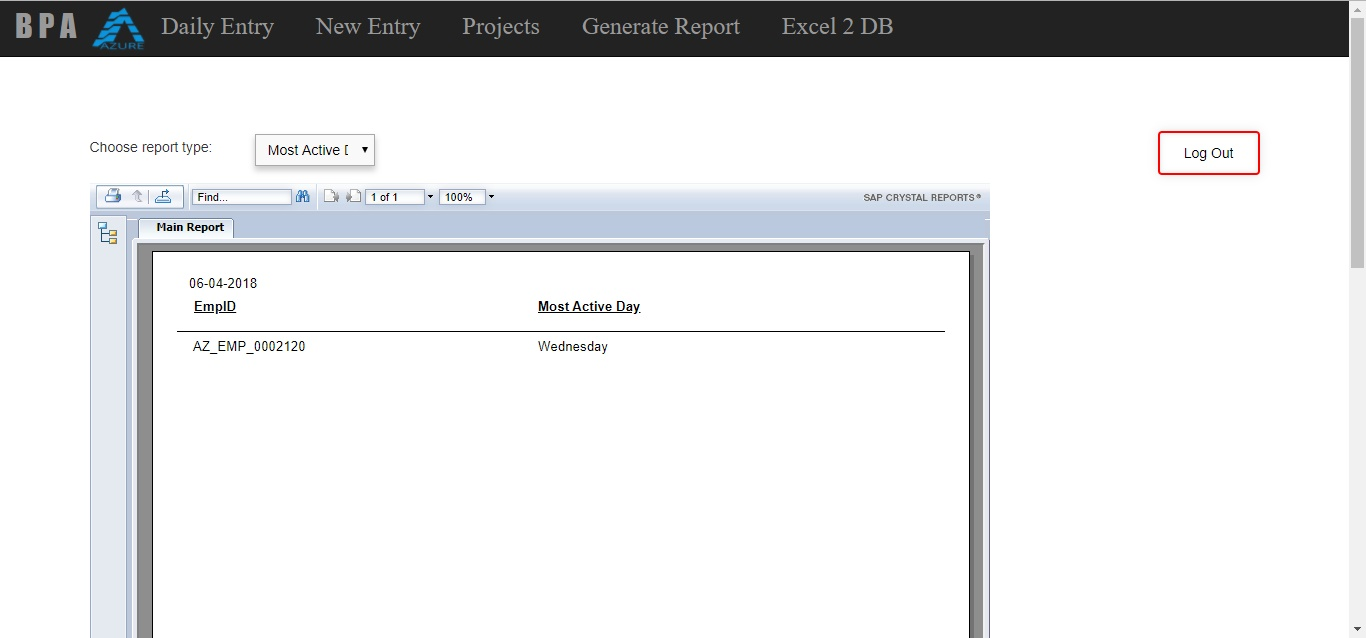 BPA AZURE Daily Entry New Entry Projects Generate Report Excel 2 DB
Choose report type: Most Active D Log Out
Find... 1 of 1 100% SAP CRYSTAL REPORTS®
Main Report
06-04-2018
EmpID Most Active Day
AZ_EMP_0002120 Wednesday